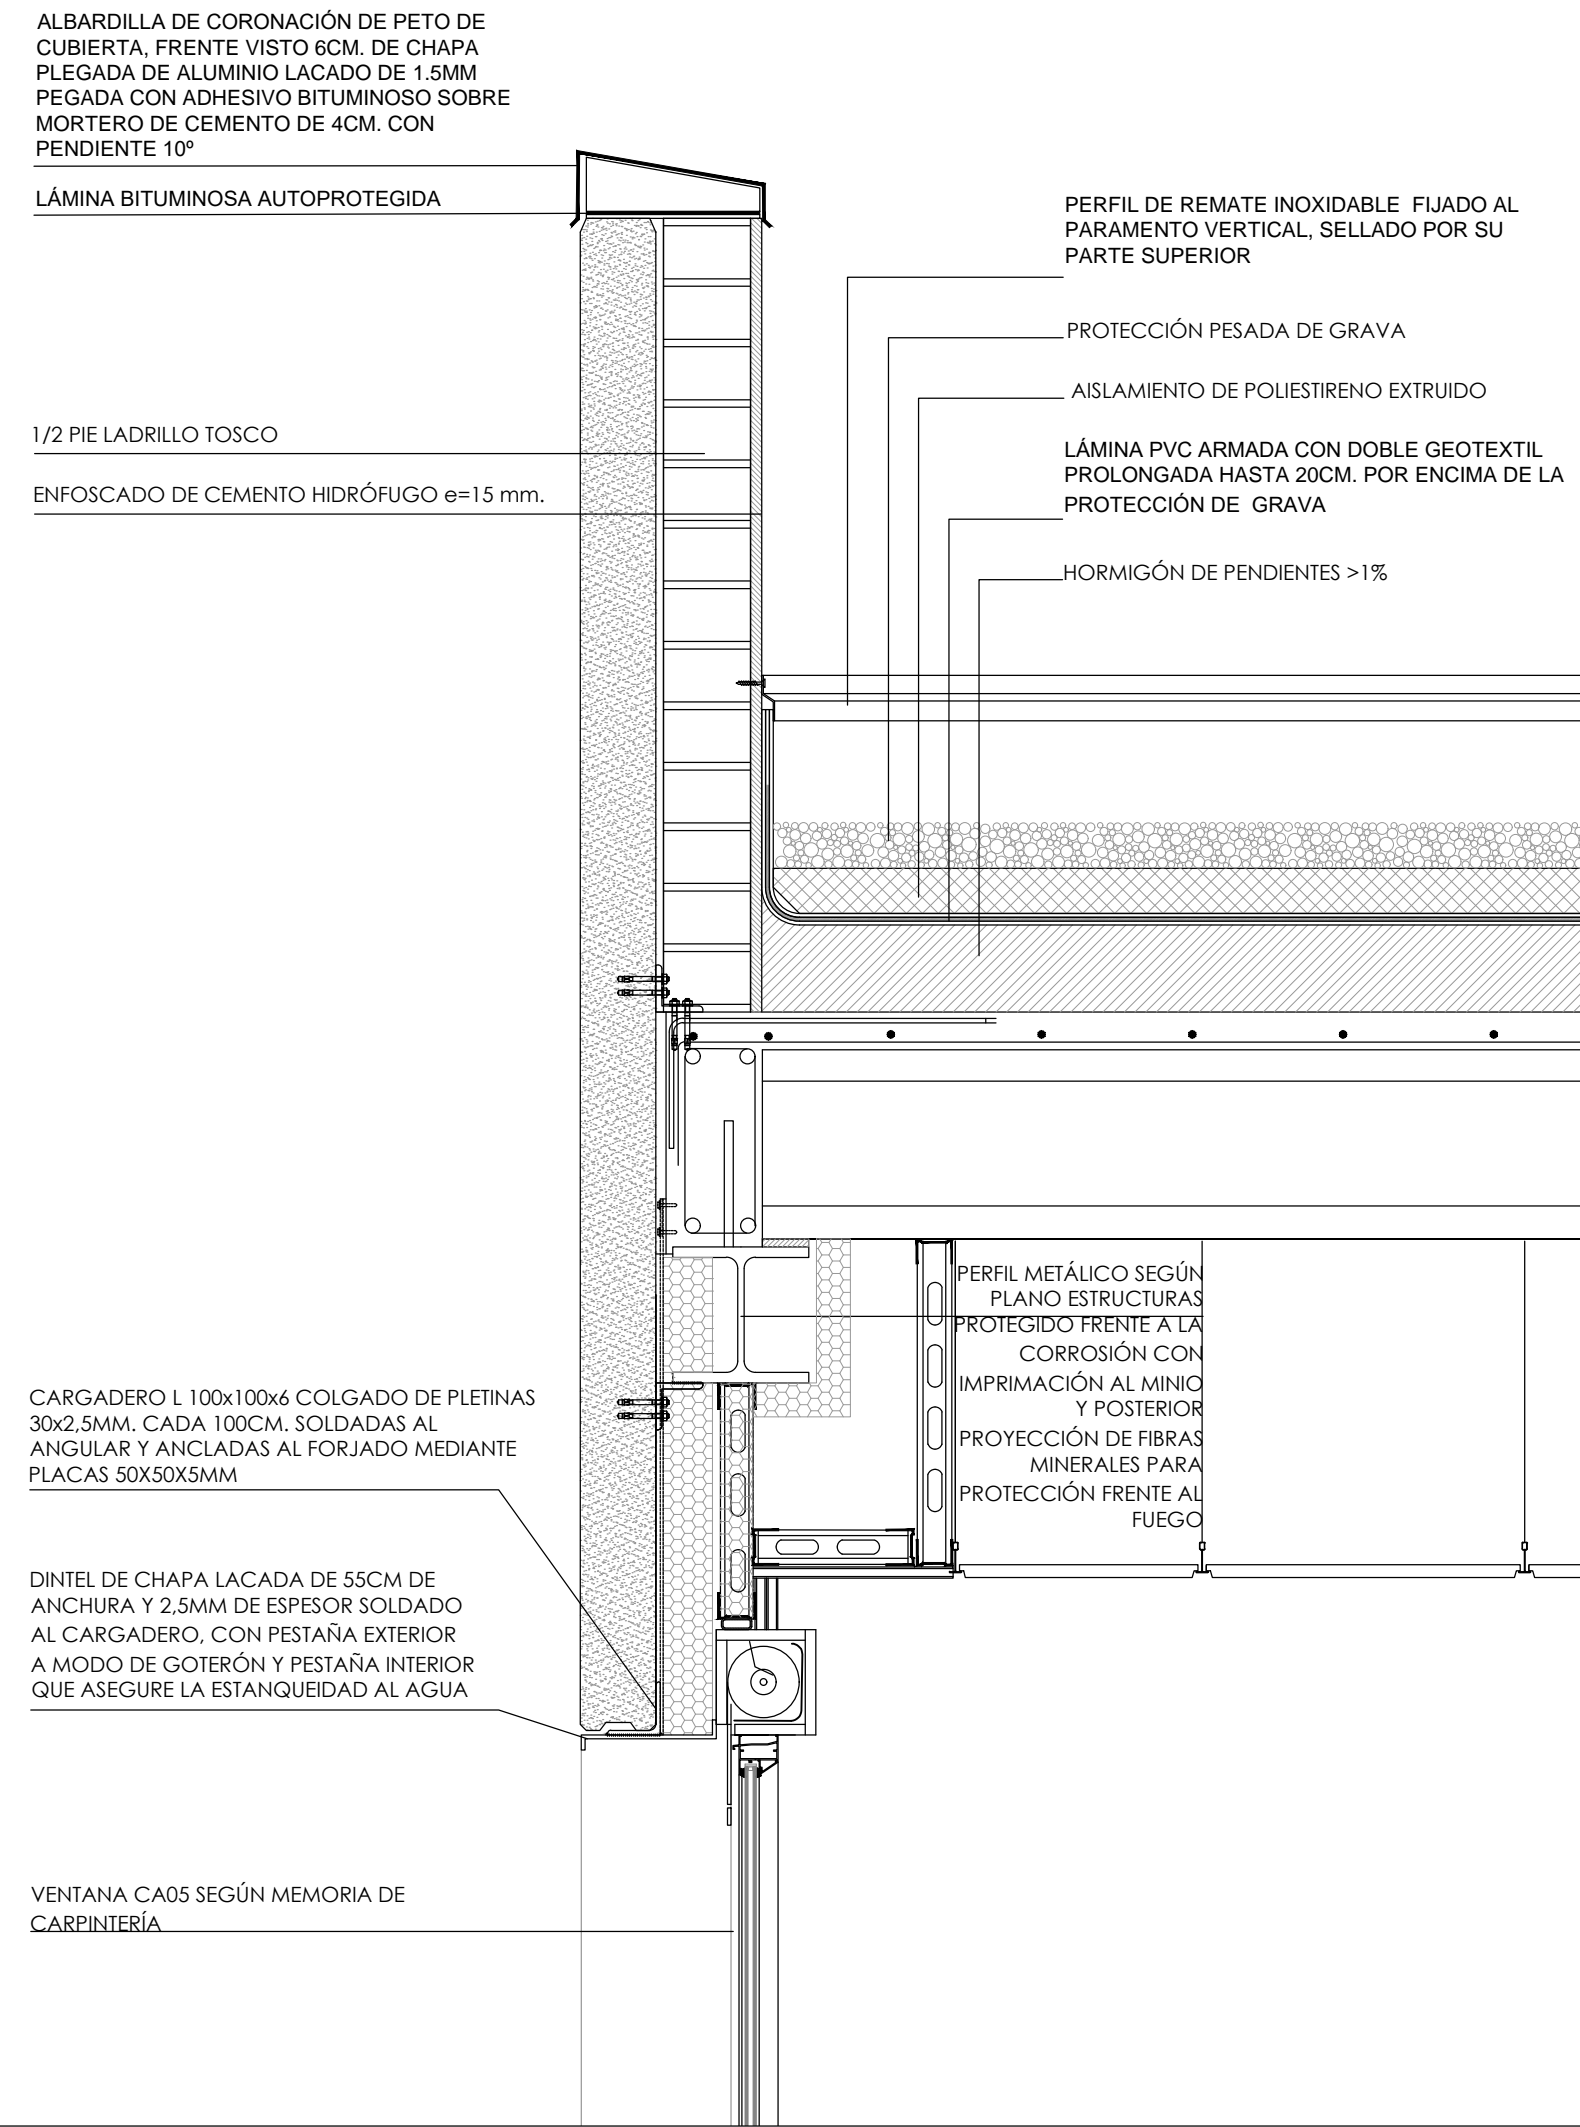 ALBARDILLA DE CORONACIÓN DE PETO DE
CUBIERTA, FRENTE VISTO 6CM. DE CHAPA
PLEGADA DE ALUMINIO LACADO DE 1.5MM
PEGADA CON ADHESIVO BITUMINOSO SOBRE
MORTERO DE CEMENTO DE 4CM. CON
PENDIENTE 10º
LÁMINA BITUMINOSA AUTOPROTEGIDA
PERFIL DE REMATE INOXIDABLE FIJADO AL
PARAMENTO VERTICAL, SELLADO POR SU
PARTE SUPERIOR
PROTECCIÓN PESADA DE GRAVA
AISLAMIENTO DE POLIESTIRENO EXTRUIDO
1/2 PIE LADRILLO TOSCO
ENFOSCADO DE CEMENTO HIDRÓFUGO e=15 mm.
LÁMINA PVC ARMADA CON DOBLE GEOTEXTIL
PROLONGADA HASTA 20CM. POR ENCIMA DE LA
PROTECCIÓN DE GRAVA
HORMIGÓN DE PENDIENTES >1%
PERFIL METÁLICO SEGÚN
PLANO ESTRUCTURAS
PROTEGIDO FRENTE A LA
CORROSIÓN CON
IMPRIMACIÓN AL MINIO
Y POSTERIOR
PROYECCIÓN DE FIBRAS
MINERALES PARA
PROTECCIÓN FRENTE AL
FUEGO
CARGADERO L 100x100x6 COLGADO DE PLETINAS
30x2,5MM. CADA 100CM. SOLDADAS AL
ANGULAR Y ANCLADAS AL FORJADO MEDIANTE
PLACAS 50X50X5MM
DINTEL DE CHAPA LACADA DE 55CM DE
ANCHURA Y 2,5MM DE ESPESOR SOLDADO
AL CARGADERO, CON PESTAÑA EXTERIOR
A MODO DE GOTERÓN Y PESTAÑA INTERIOR
QUE ASEGURE LA ESTANQUEIDAD AL AGUA
VENTANA CA05 SEGÚN MEMORIA DE
CARPINTERÍA